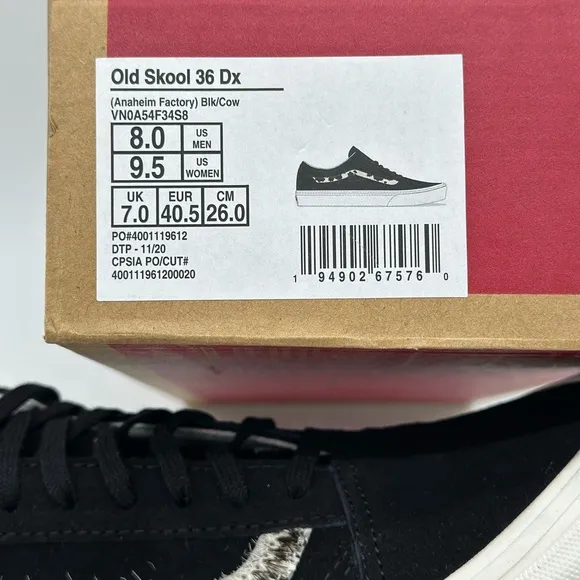 Old Skool 36 Dx
(Anaheim Factory) Blk/Cow
VN0A54F34S8
8.0 US MEN
9.5 US WOMEN
UK 7.0 EUR 40.5 CM 26.0
PO#4001119612
DTP - 11/20
CPSIA PO/CUT#
400111961200020
1 94902 67576 0